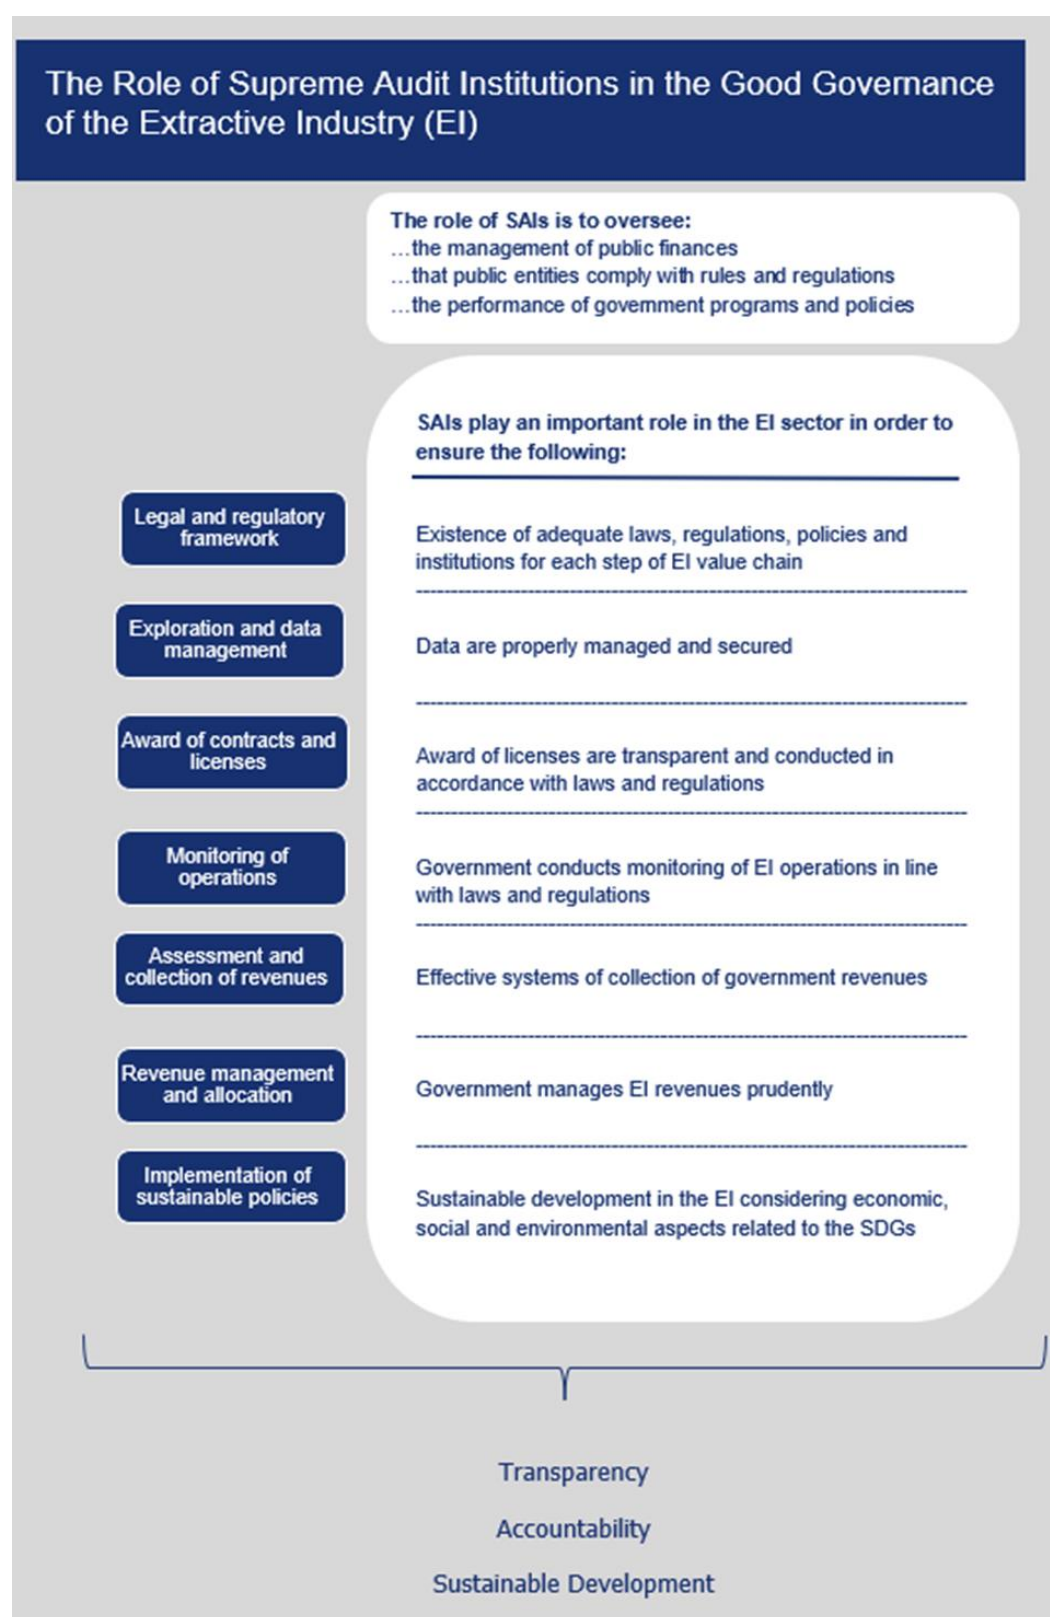 The Role of Supreme Audit Institutions in the Good Governance
of the Extractive Industry (EI)
The role of SAIs is to oversee:
…the management of public finances
…that public entities comply with rules and regulations
…the performance of government programs and policies
SAIs play an important role in the EI sector in order to
ensure the following:
Legal and regulatory
framework
Existence of adequate laws, regulations, policies and
institutions for each step of EI value chain
Exploration and data
management
Data are properly managed and secured
Award of contracts and
licenses
Award of licenses are transparent and conducted in
accordance with laws and regulations
Monitoring of
operations
Government conducts monitoring of EI operations in line
with laws and regulations
Assessment and
collection of revenues
Effective systems of collection of government revenues
Revenue management
and allocation
Government manages EI revenues prudently
Implementation of
sustainable policies
Sustainable development in the EI considering economic,
social and environmental aspects related to the SDGs
Transparency
Accountability
Sustainable Development